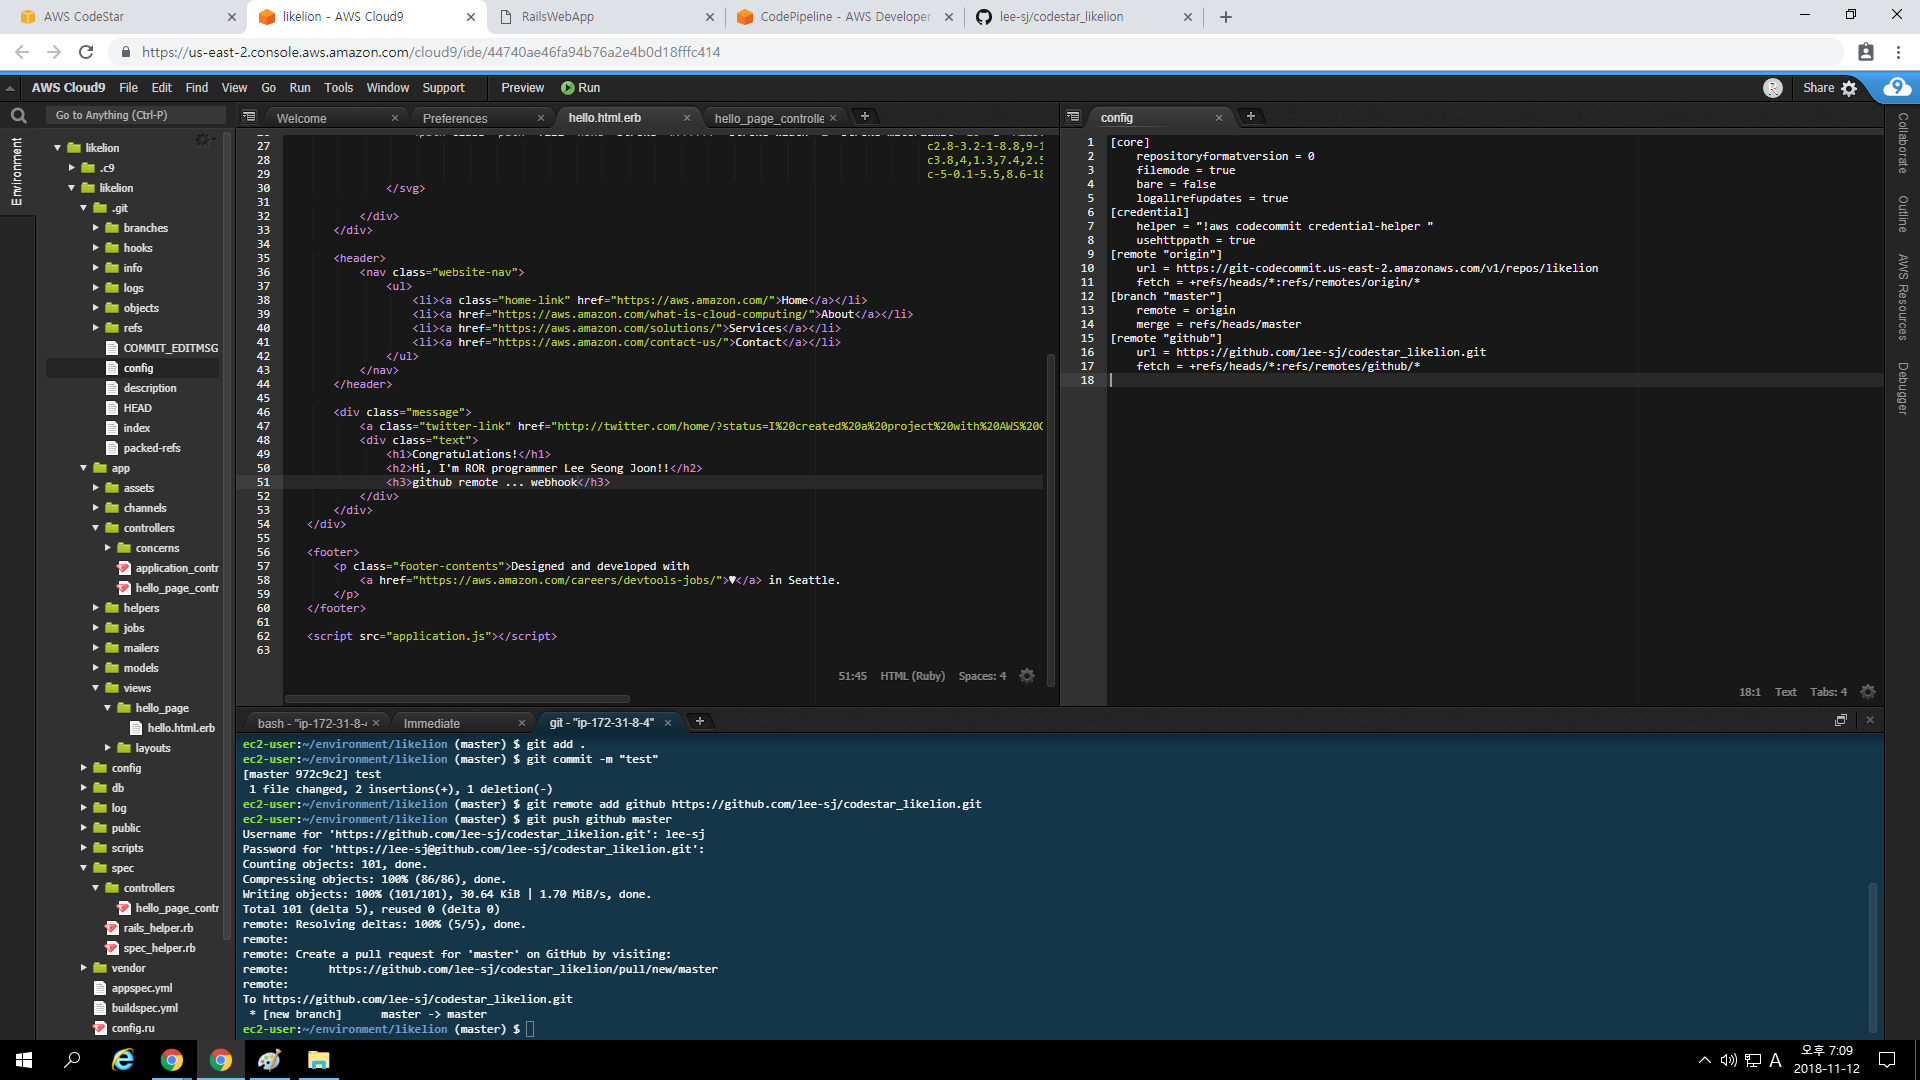 AWS CodeStar
likelion - AWS Cloud9
RailsWebApp
CodePipeline - AWS Developer
lee-sj/codestar_likelion
https://us-east-2.console.aws.amazon.com/cloud9/ide/44740ae46fa94b76a2e4b0d18fffc414
AWS Cloud9 File Edit Find View Go Run Tools Window Support Preview Run Share
Go to Anything (Ctrl-P)
Environment
likelion
.c9
likelion
.git
branches
hooks
info
logs
objects
refs
COMMIT_EDITMSG
config
description
HEAD
index
packed-refs
app
assets
channels
controllers
concerns
application_contr
hello_page_contr
helpers
jobs
mailers
models
views
hello_page
hello.html.erb
layouts
config
db
log
public
scripts
spec
controllers
hello_page_contr
rails_helper.rb
spec_helper.rb
vendor
appspec.yml
buildspec.yml
config.ru
Welcome
Preferences
hello.html.erb
hello_page_controlle
27 c2.8-3.2-1-8.8,9-1
28 c3.8,4,1.3,7.4,2.5
29 c-5-0.1-5.5,8.6-18
30 </svg>
31
32 </div>
33 </div>
34
35 <header>
36 <nav class="website-nav">
37 <ul>
38 <li><a class="home-link" href="https://aws.amazon.com/">Home</a></li>
39 <li><a href="https://aws.amazon.com/what-is-cloud-computing/">About</a></li>
40 <li><a href="https://aws.amazon.com/solutions/">Services</a></li>
41 <li><a href="https://aws.amazon.com/contact-us/">Contact</a></li>
42 </ul>
43 </nav>
44 </header>
45
46 <div class="message">
47 <a class="twitter-link" href="http://twitter.com/home/?status=I%20created%20a%20project%20with%20AWS%20C
48 <div class="text">
49 <h1>Congratulations!</h1>
50 <h2>Hi, I'm ROR programmer Lee Seong Joon!!</h2>
51 <h3>github remote ... webhook</h3>
52 </div>
53 </div>
54 </div>
55
56 <footer>
57 <p class="footer-contents">Designed and developed with
58 <a href="https://aws.amazon.com/careers/devtools-jobs/">♥</a> in Seattle.
59 </p>
60 </footer>
61
62 <script src="application.js"></script>
63
51:45 HTML (Ruby) Spaces: 4
config
1 [core]
2 repositoryformatversion = 0
3 filemode = true
4 bare = false
5 logallrefupdates = true
6 [credential]
7 helper = "!aws codecommit credential-helper "
8 usehttppath = true
9 [remote "origin"]
10 url = https://git-codecommit.us-east-2.amazonaws.com/v1/repos/likelion
11 fetch = +refs/heads/*:refs/remotes/origin/*
12 [branch "master"]
13 remote = origin
14 merge = refs/heads/master
15 [remote "github"]
16 url = https://github.com/lee-sj/codestar_likelion.git
17 fetch = +refs/heads/*:refs/remotes/github/*
18
18:1 Text Tabs: 4
Collaborate
Outline
AWS Resources
Debugger
bash - "ip-172-31-8-4
Immediate
git - "ip-172-31-8-4"
ec2-user:~/environment/likelion (master) $ git add .
ec2-user:~/environment/likelion (master) $ git commit -m "test"
[master 972c9c2] test
1 file changed, 2 insertions(+), 1 deletion(-)
ec2-user:~/environment/likelion (master) $ git remote add github https://github.com/lee-sj/codestar_likelion.git
ec2-user:~/environment/likelion (master) $ git push github master
Username for 'https://github.com/lee-sj/codestar_likelion.git': lee-sj
Password for 'https://lee-sj@github.com/lee-sj/codestar_likelion.git':
Counting objects: 101, done.
Compressing objects: 100% (86/86), done.
Writing objects: 100% (101/101), 30.64 KiB | 1.70 MiB/s, done.
Total 101 (delta 5), reused 0 (delta 0)
remote: Resolving deltas: 100% (5/5), done.
remote:
remote: Create a pull request for 'master' on GitHub by visiting:
remote: https://github.com/lee-sj/codestar_likelion/pull/new/master
remote:
To https://github.com/lee-sj/codestar_likelion.git
* [new branch] master -> master
ec2-user:~/environment/likelion (master) $
A
오후 7:09
2018-11-12